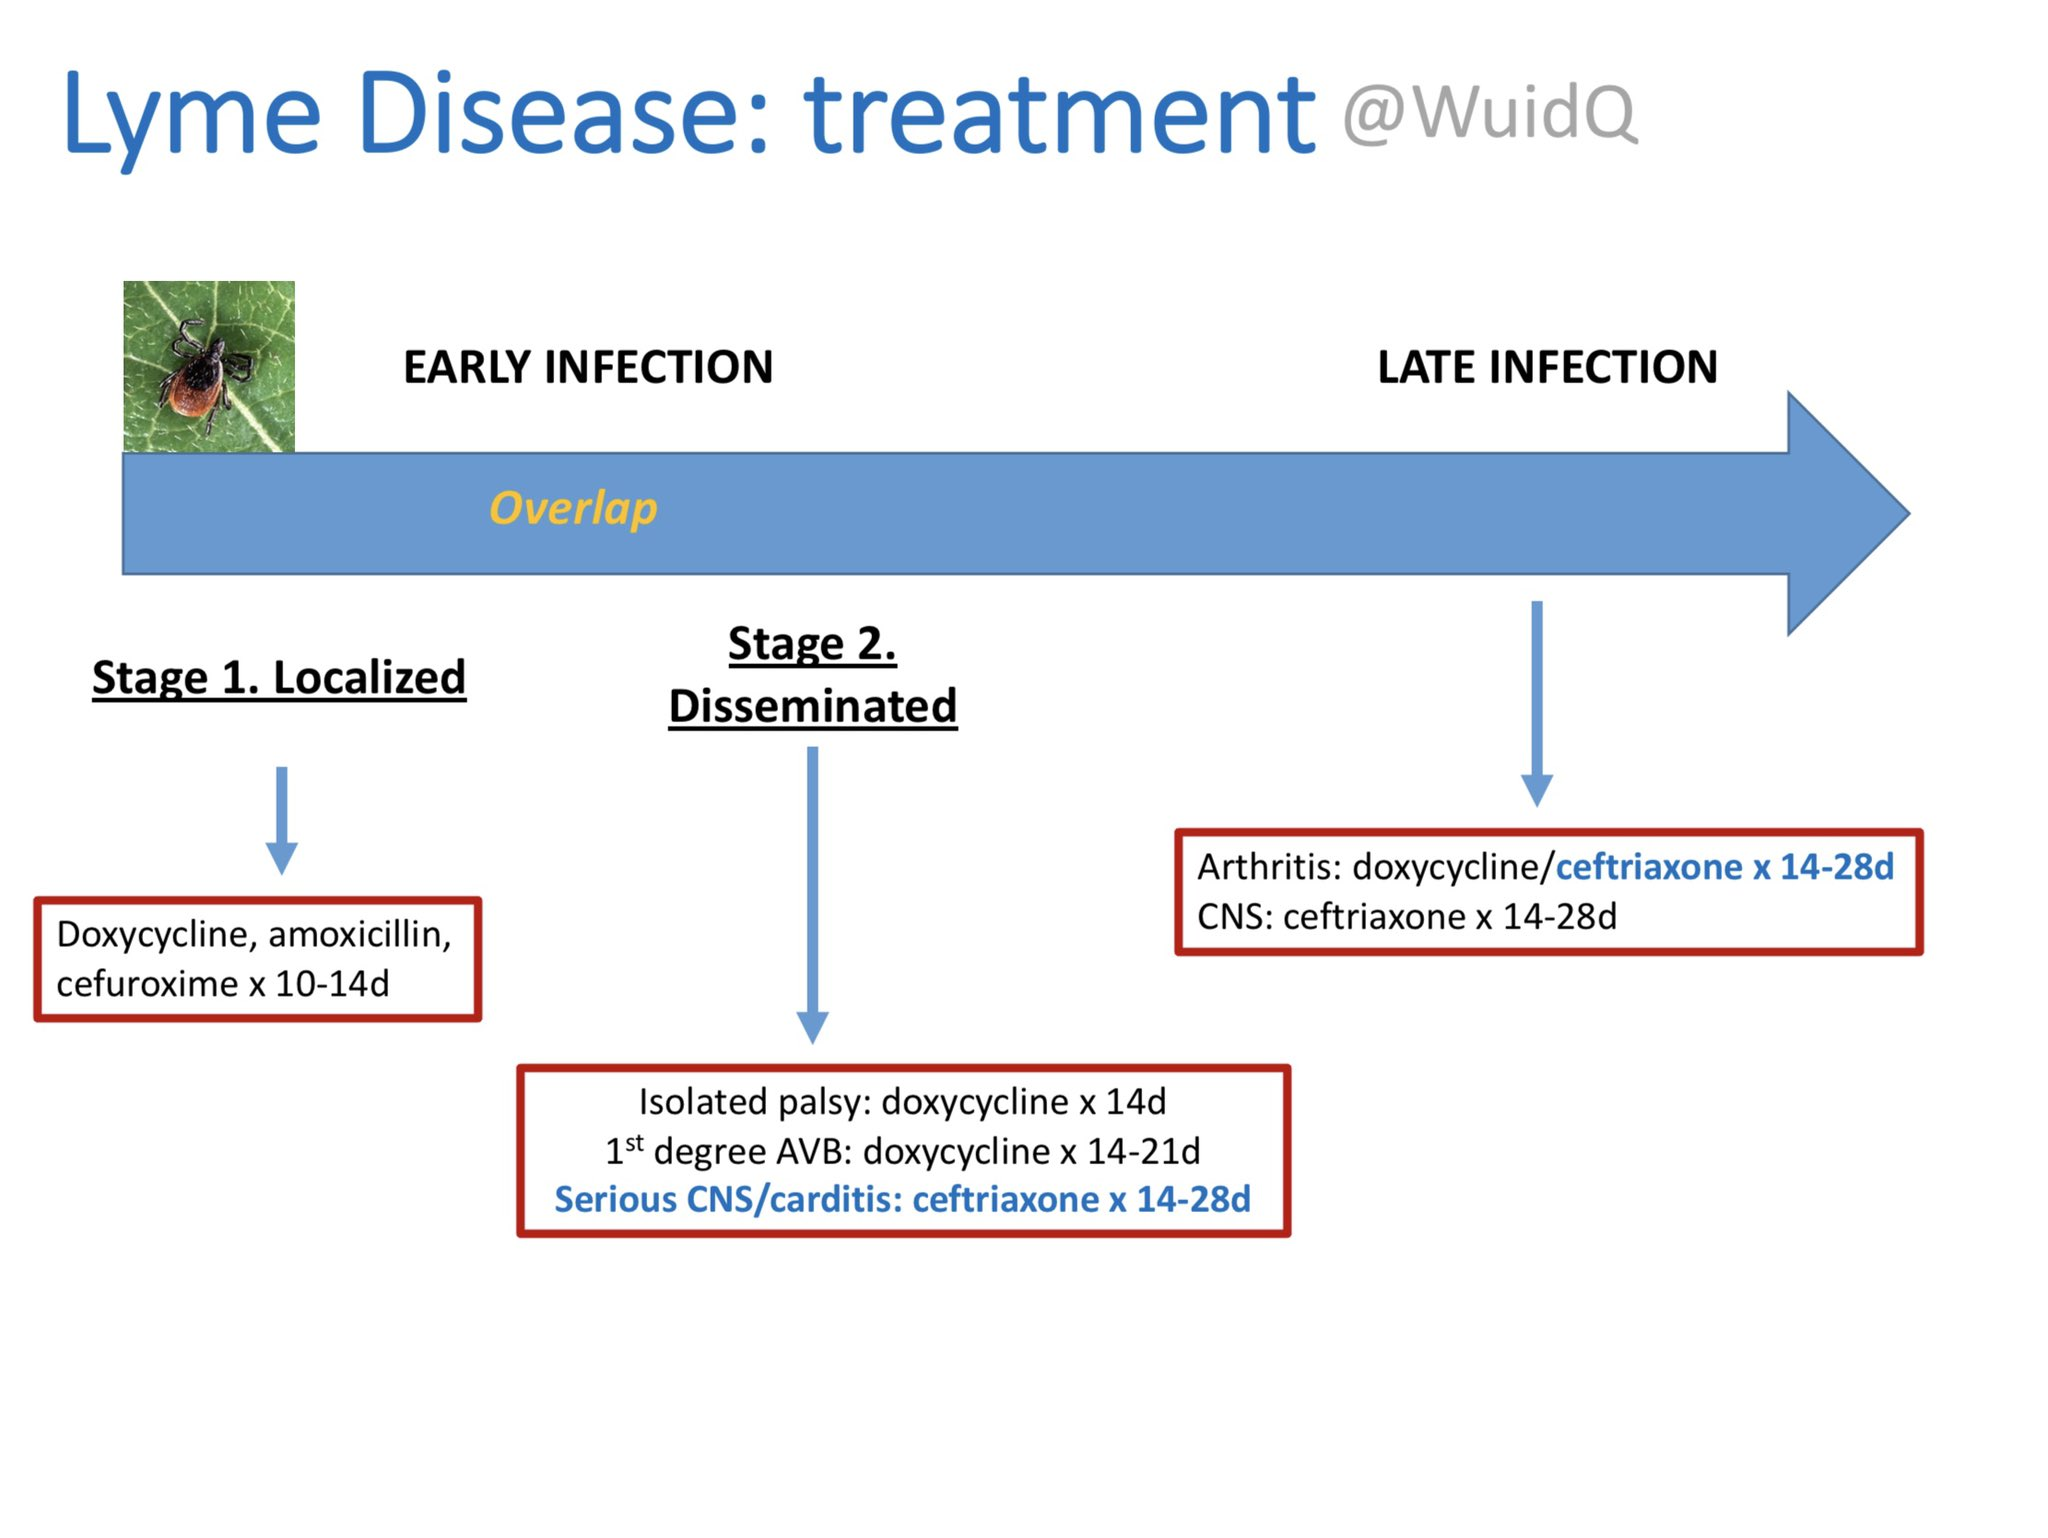 Lyme Disease: treatment @WuidQ
EARLY INFECTION
LATE INFECTION
Overlap
Stage 1. Localized
Stage 2.
Disseminated
Doxycycline, amoxicillin,
cefuroxime x 10-14d
Isolated palsy: doxycycline x 14d
1st degree AVB: doxycycline x 14-21d
Serious CNS/carditis: ceftriaxone x 14-28d
Arthritis: doxycycline/ceftriaxone x 14-28d
CNS: ceftriaxone x 14-28d